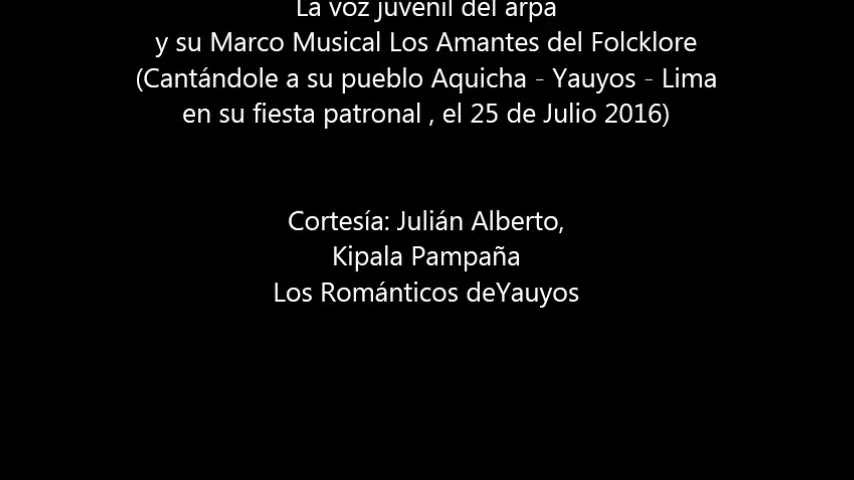 La voz juvenil del arpa
y su Marco Musical Los Amantes del Folcklore
(Cantándole a su pueblo Aquicha - Yauyos - Lima
en su fiesta patronal , el 25 de Julio 2016)
Cortesía: Julián Alberto,
Kipala Pampaña
Los Románticos deYauyos